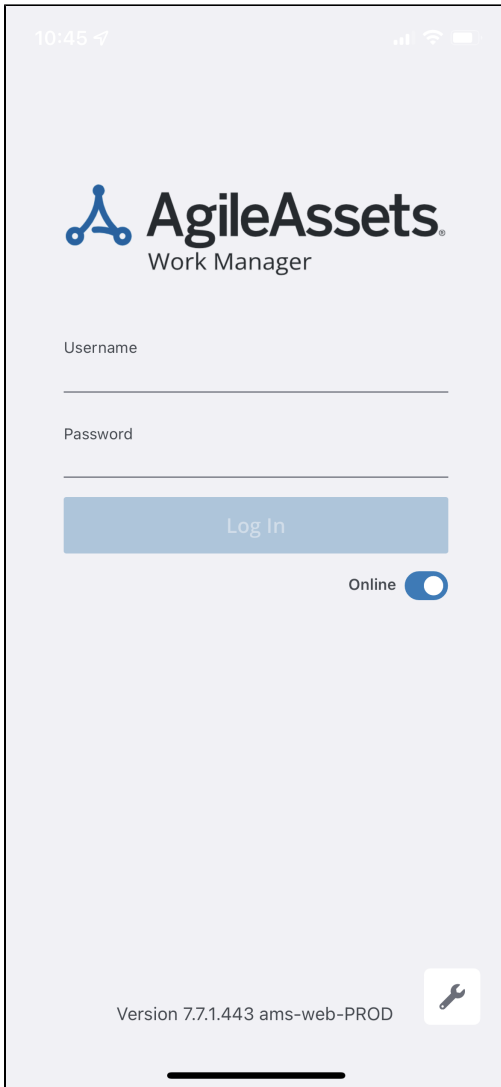 10:45
AgileAssets®
Work Manager
Username
Password
Log In
Online
Version 7.7.1.443 ams-web-PROD